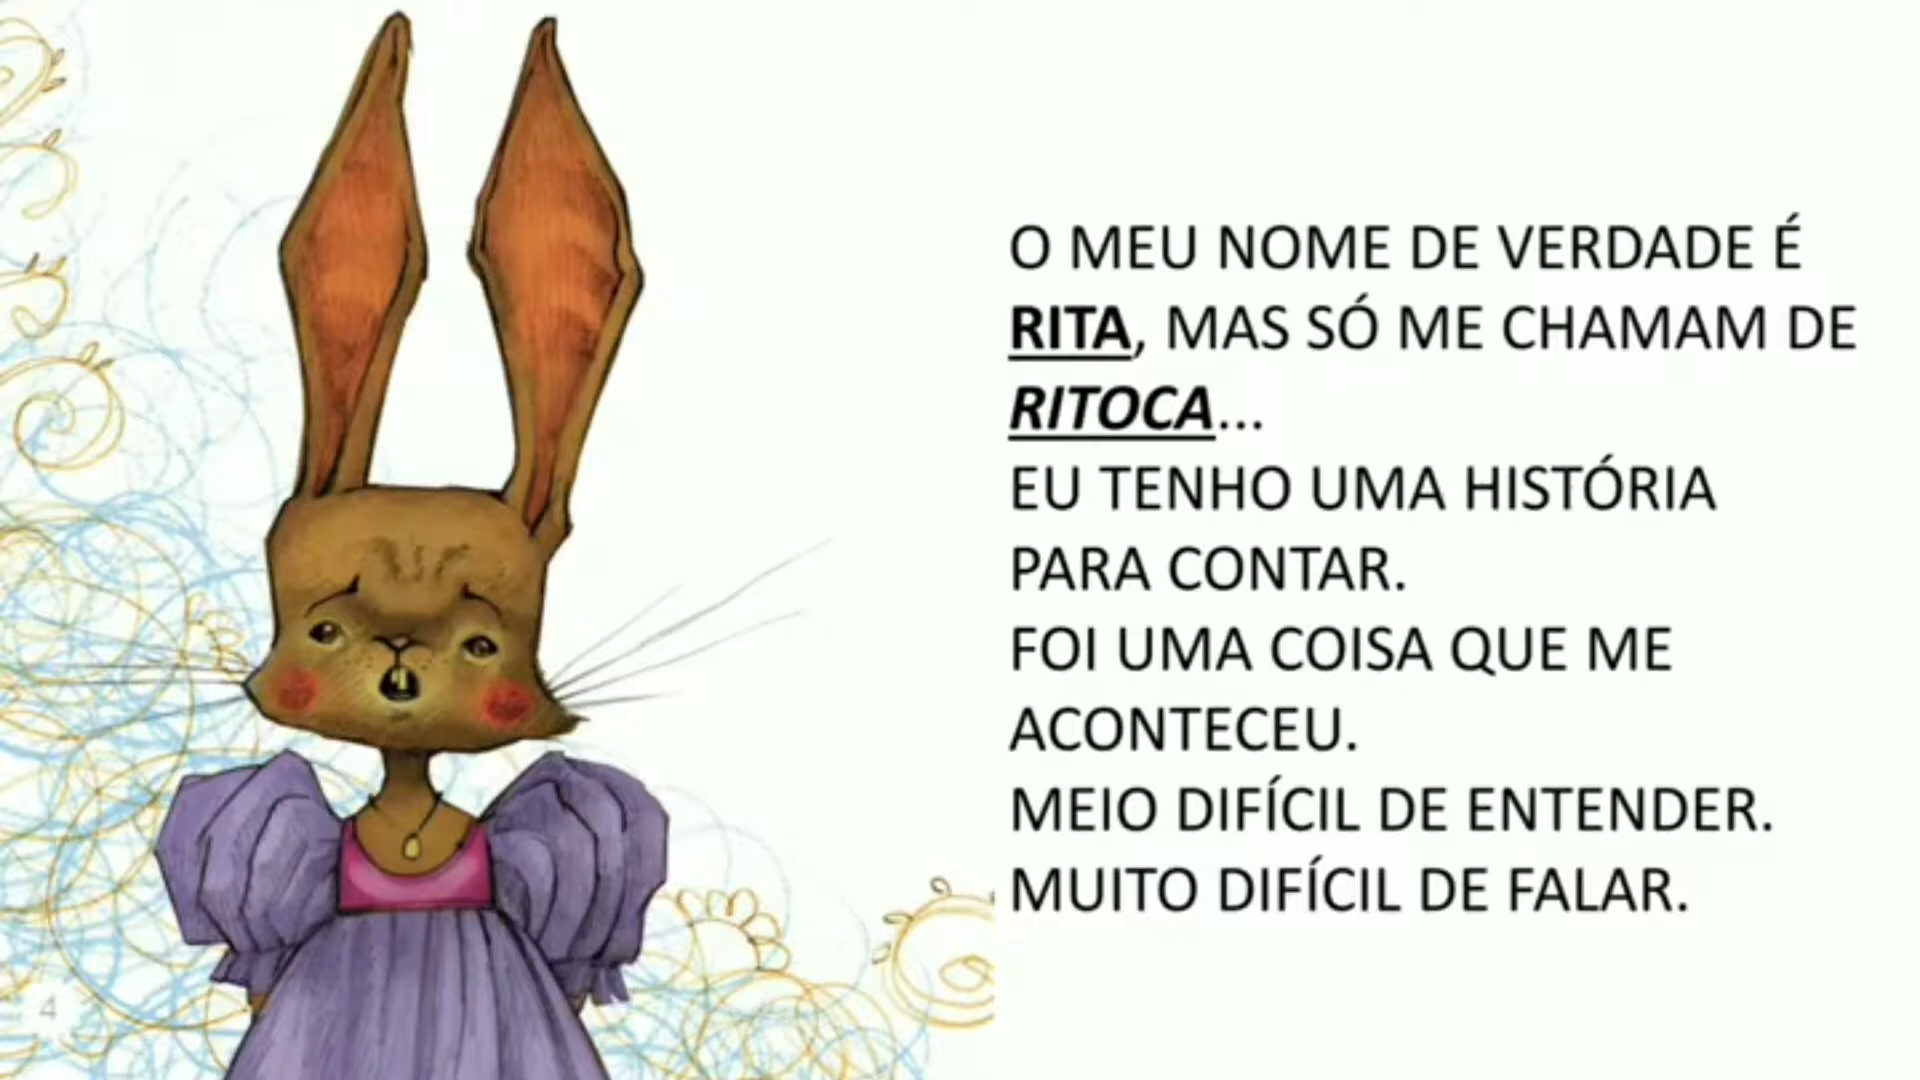 O MEU NOME DE VERDADE É
RITA, MAS SÓ ME CHAMAM DE
RITOCA...
EU TENHO UMA HISTÓRIA
PARA CONTAR.
FOI UMA COISA QUE ME
ACONTECEU.
MEIO DIFÍCIL DE ENTENDER.
MUITO DIFÍCIL DE FALAR.
4